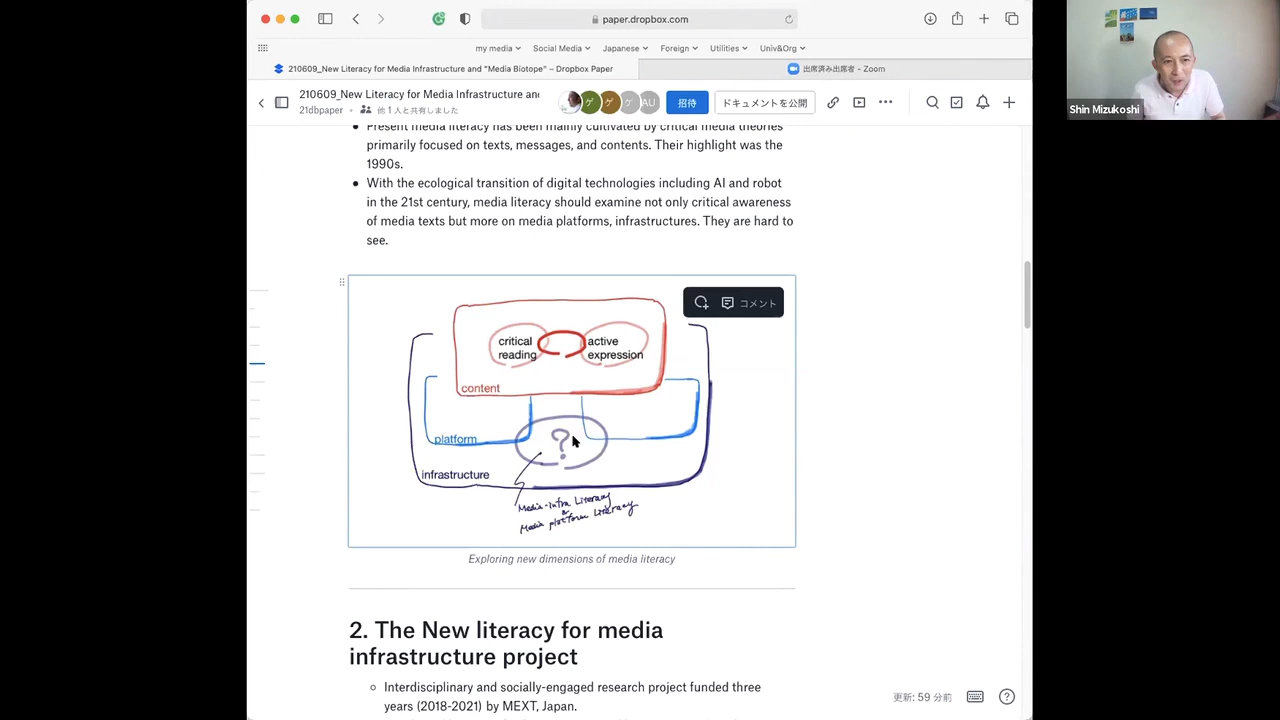 paper.dropbox.com
my media
Social Media
Japanese
Foreign
Utilities
Univ&Org
210609_New Literacy for Media Infrastructure and "Media Biotope" – Dropbox Paper
出席済み出席者 - Zoom
210609_New Literacy for Media Infrastructure and
21dbpaper • 他 1 人と共有しました
ゲ
ゲ
ゲ
AU
招待
ドキュメントを公開
Shin Mizukoshi
• Present media literacy has been mainly cultivated by critical media theories
primarily focused on texts, messages, and contents. Their highlight was the
1990s.
• With the ecological transition of digital technologies including AI and robot
in the 21st century, media literacy should examine not only critical awareness
of media texts but more on media platforms, infrastructures. They are hard to
see.
コメント
critical
reading
active
expression
content
platform
?
infrastructure
Media-infra Literacy
&
Media platform Literacy
Exploring new dimensions of media literacy
2. The New literacy for media
infrastructure project
Interdisciplinary and socially-engaged research project funded three
years (2018-2021) by MEXT, Japan.
更新: 59 分前
?